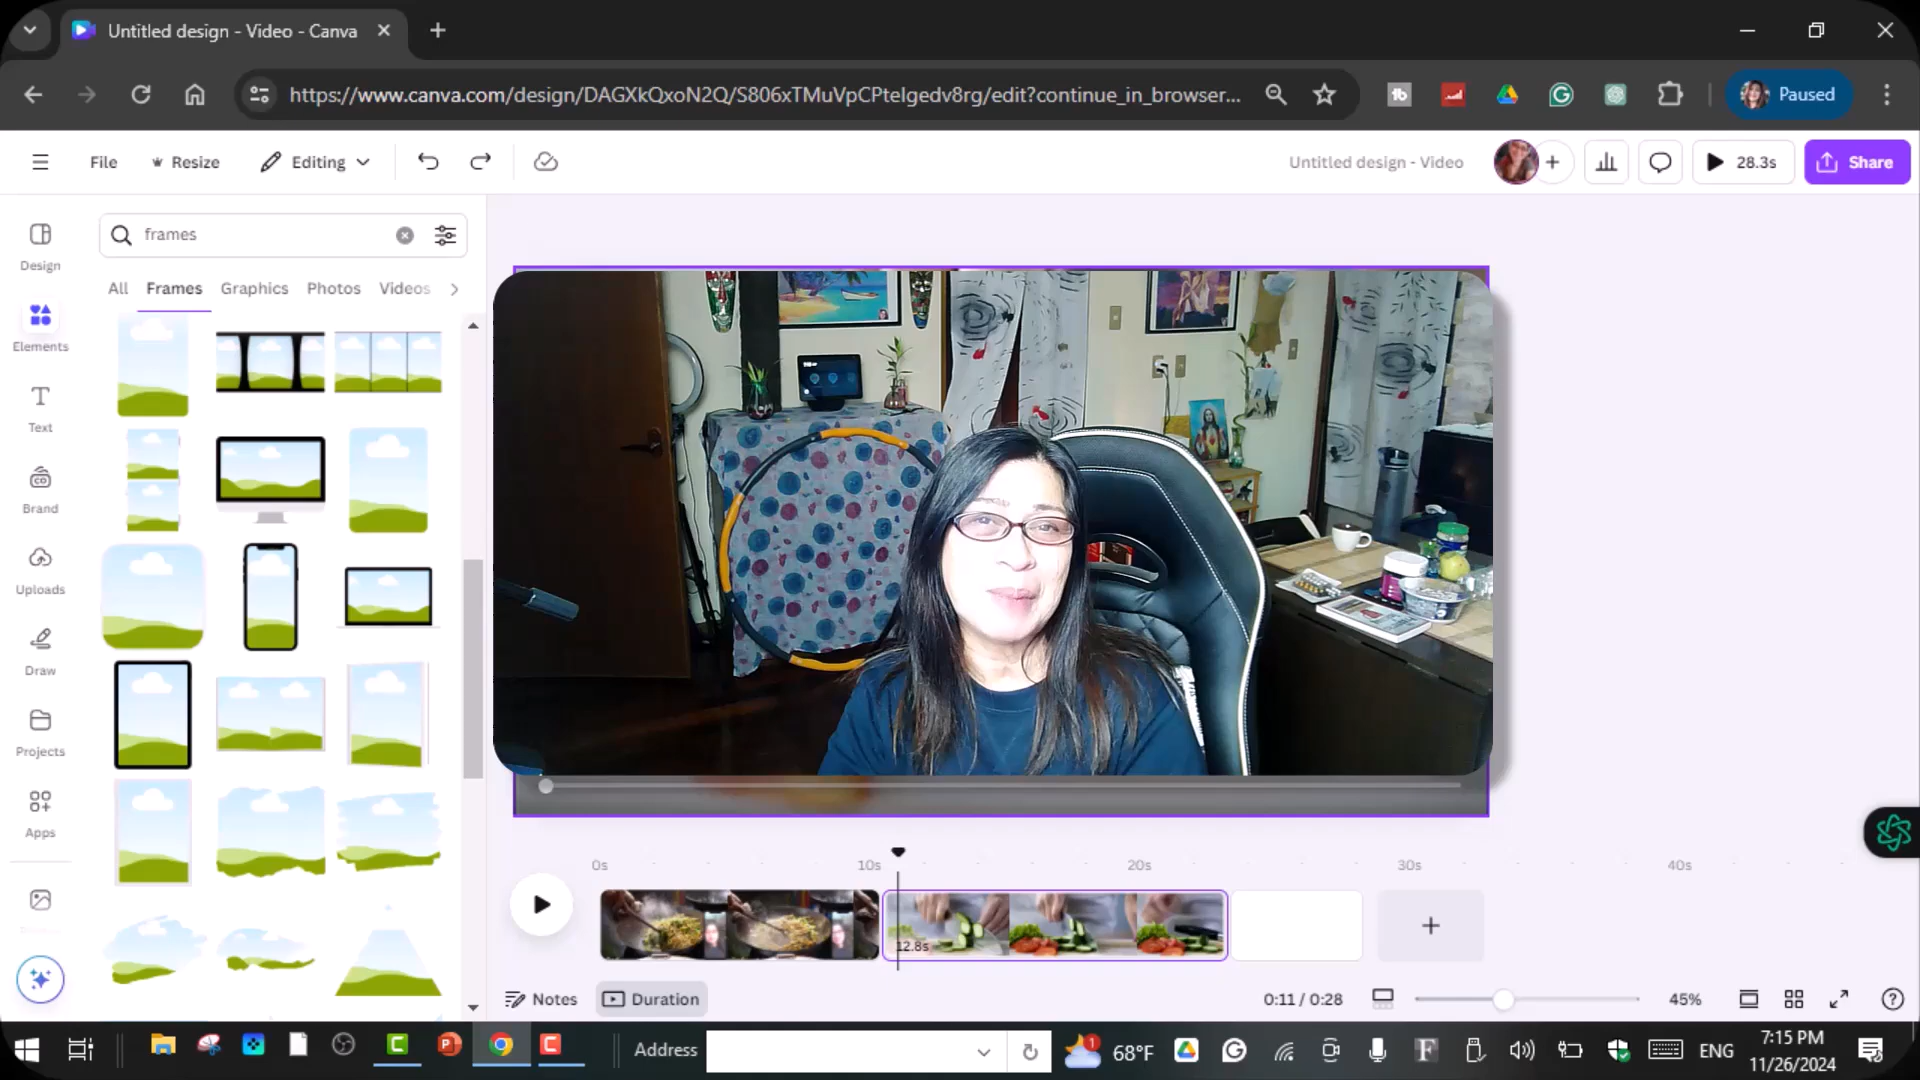 Untitled design - Video - Canva
https://www.canva.com/design/DAGXkQxoN2Q/S806xTMuVpCPteIgedv8rg/edit?continue_in_browser...
Paused
File
Resize
Editing
Untitled design - Video
28.3s
Share
frames
All
Frames
Graphics
Photos
Videos
Design
Elements
Text
Brand
Uploads
Draw
Projects
Apps
0s
10s
20s
30s
40s
12.8s
Notes
Duration
0:11 / 0:28
45%
Address
68°F
ENG
7:15 PM
11/26/2024